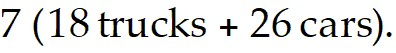 7 (18 trucks + 26 cars).